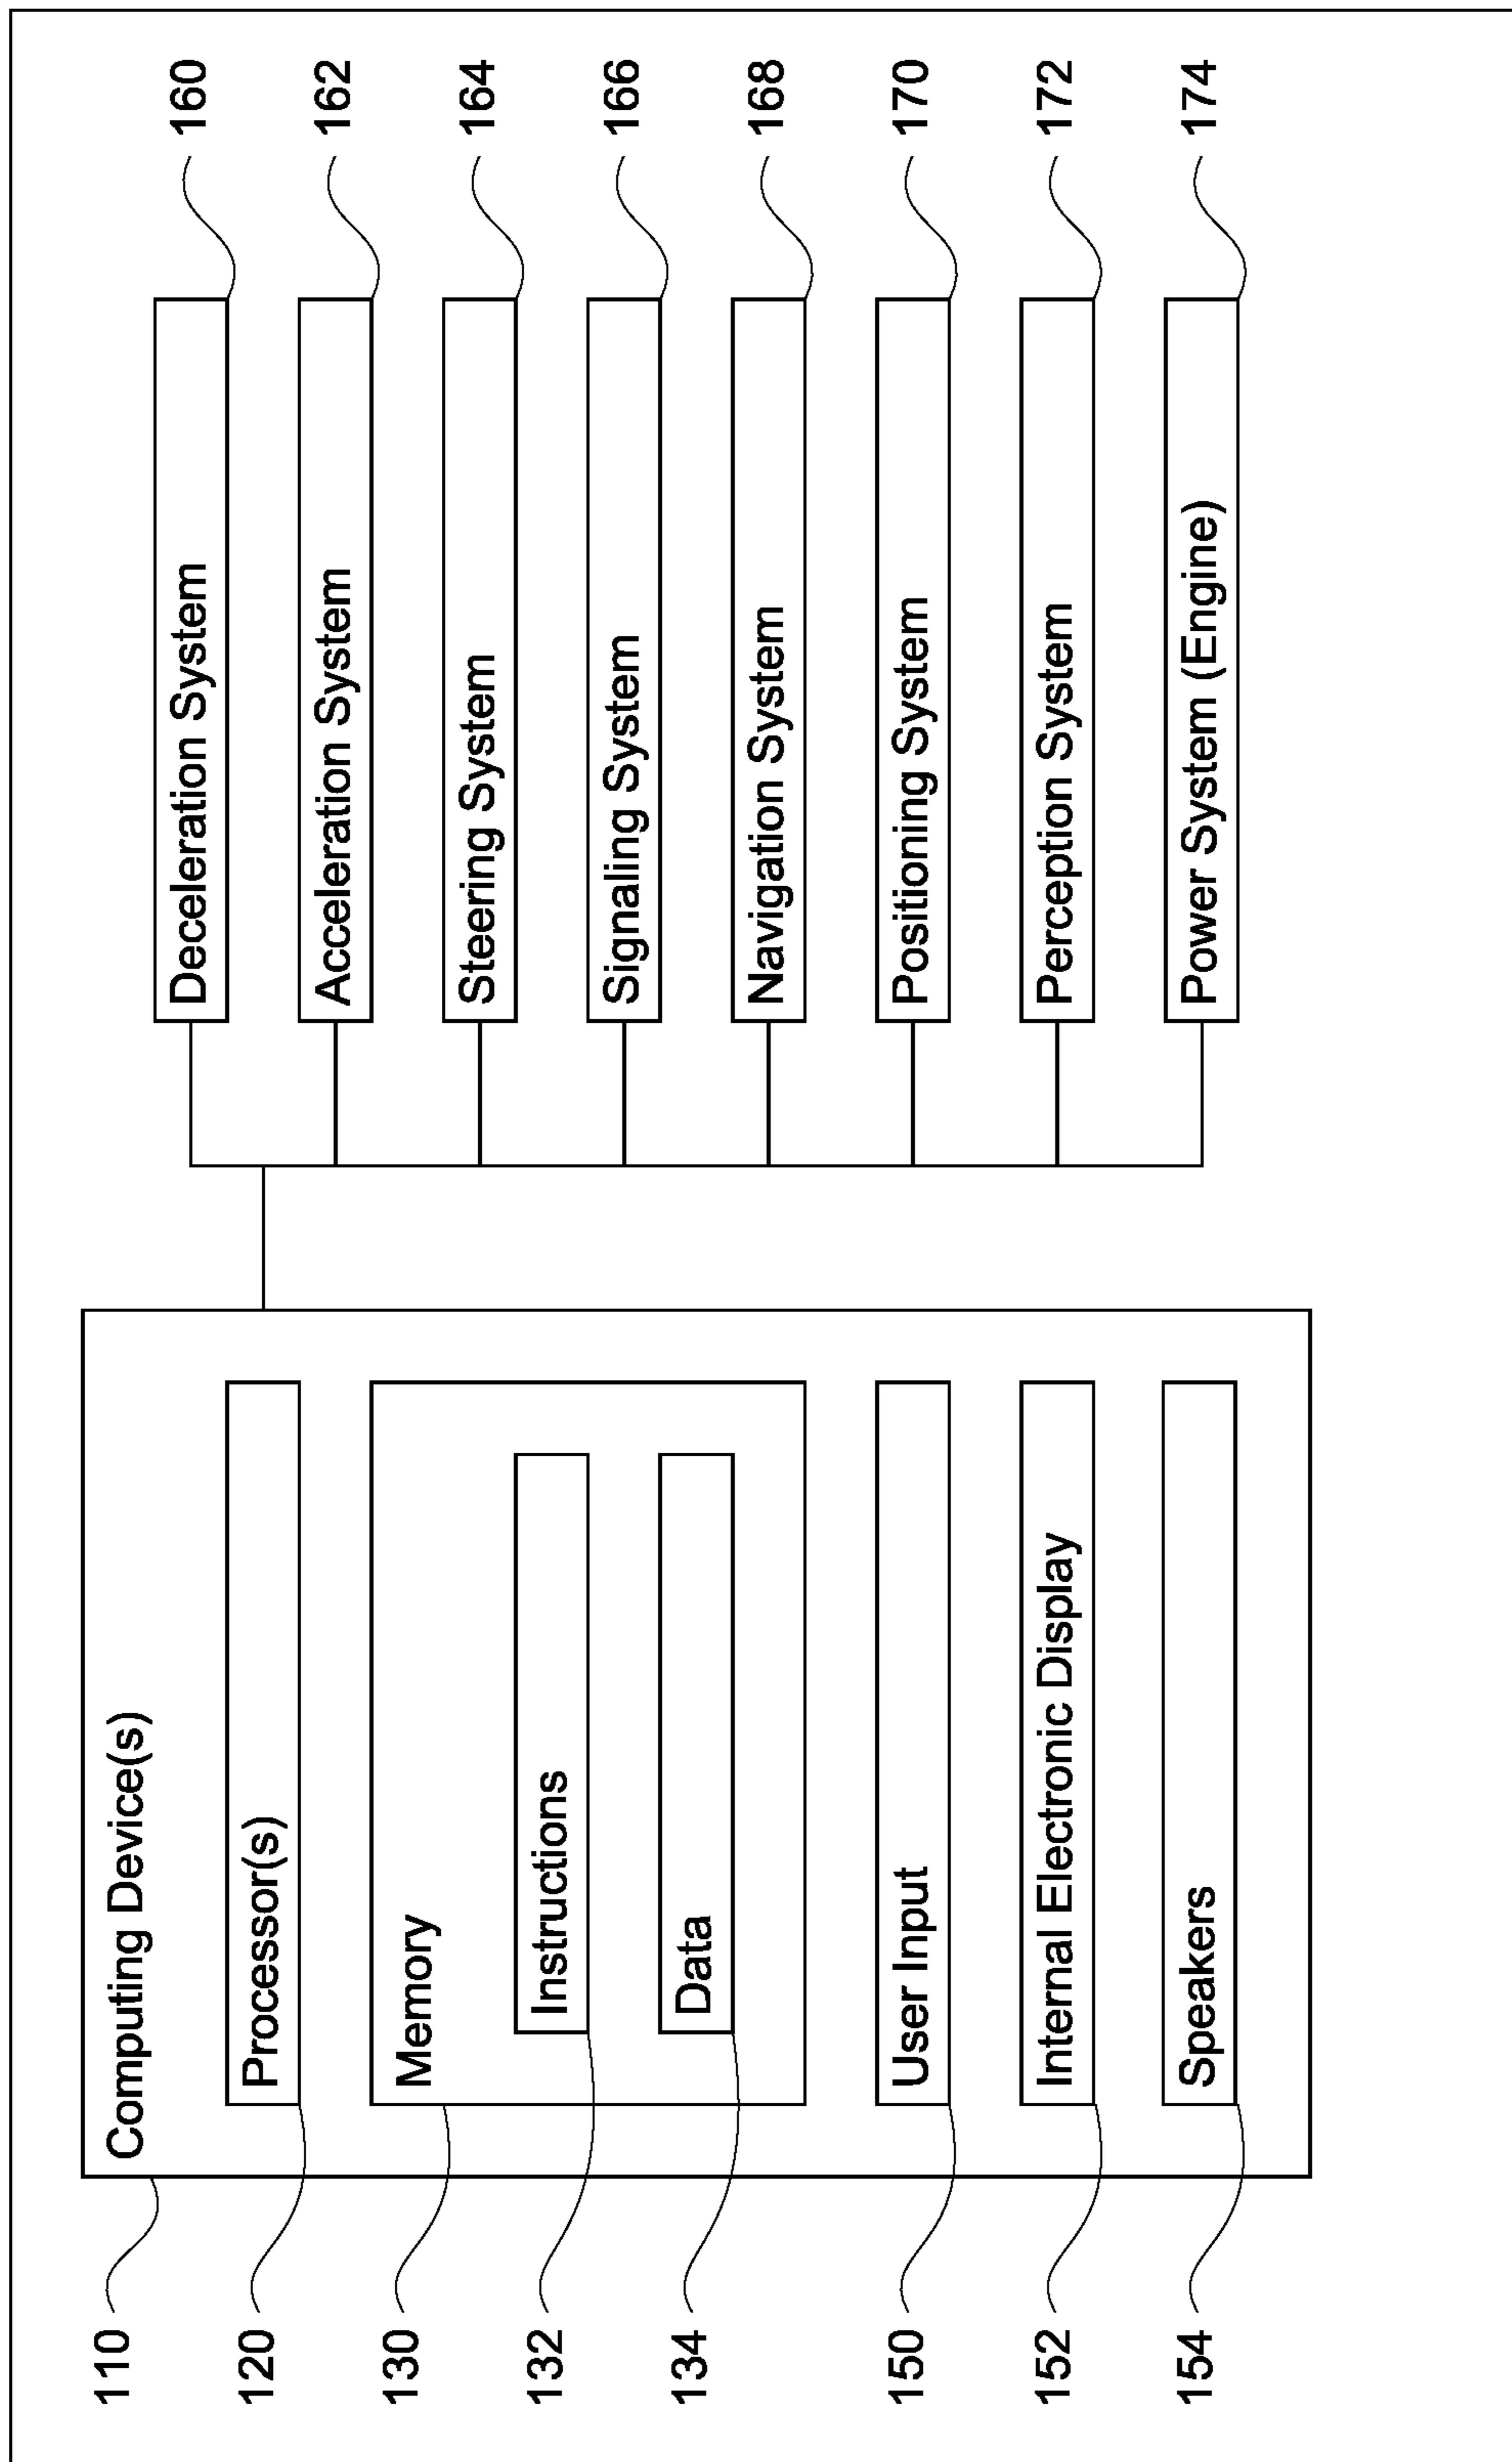 110
Computing Device(s)
120
Processor(s)
130
Memory
132
Instructions
134
Data
150
User Input
152
Internal Electronic Display
154
Speakers
Deceleration System
160
Acceleration System
162
Steering System
164
Signaling System
166
Navigation System
168
Positioning System
170
Perception System
172
Power System (Engine)
174